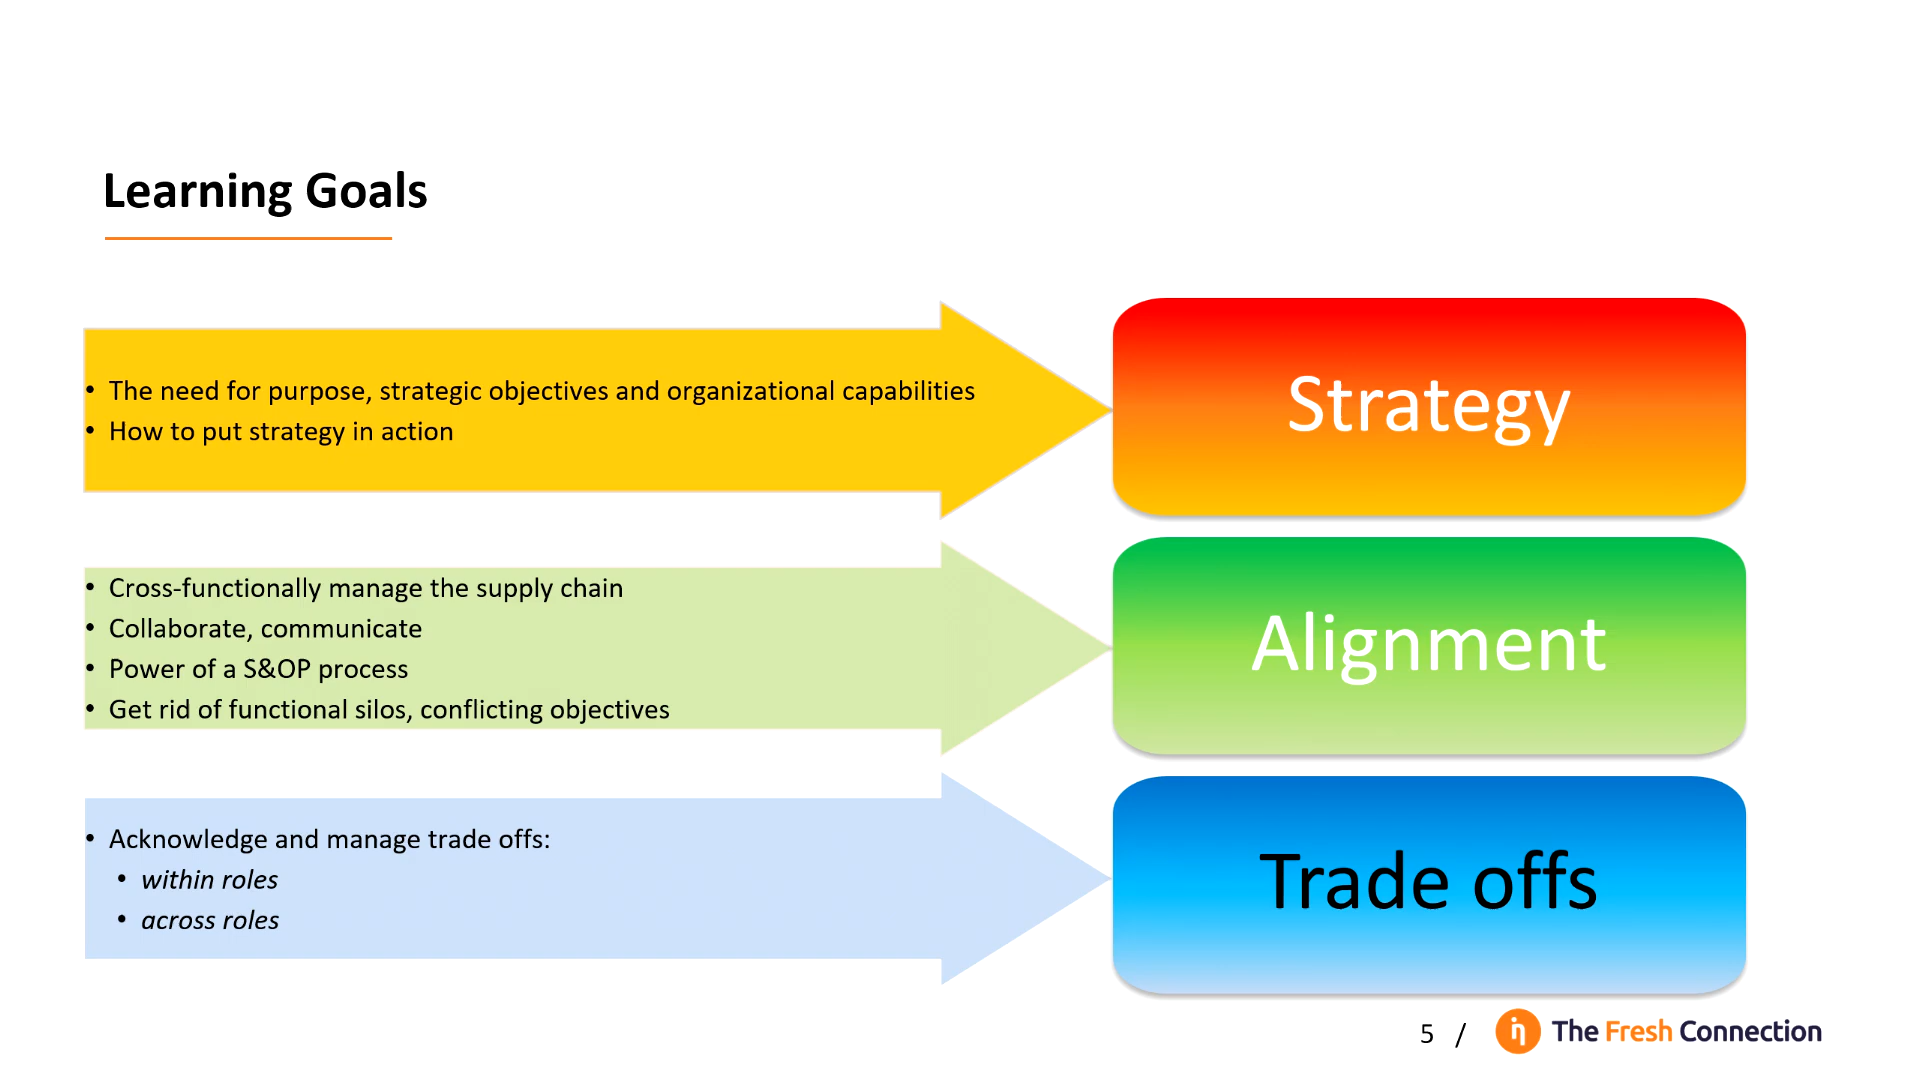 Learning Goals
• The need for purpose, strategic objectives and organizational capabilities
• How to put strategy in action
Strategy
• Cross-functionally manage the supply chain
• Collaborate, communicate
• Power of a S&OP process
• Get rid of functional silos, conflicting objectives
Alignment
• Acknowledge and manage trade offs:
• within roles
• across roles
Trade offs
5 /
The Fresh Connection